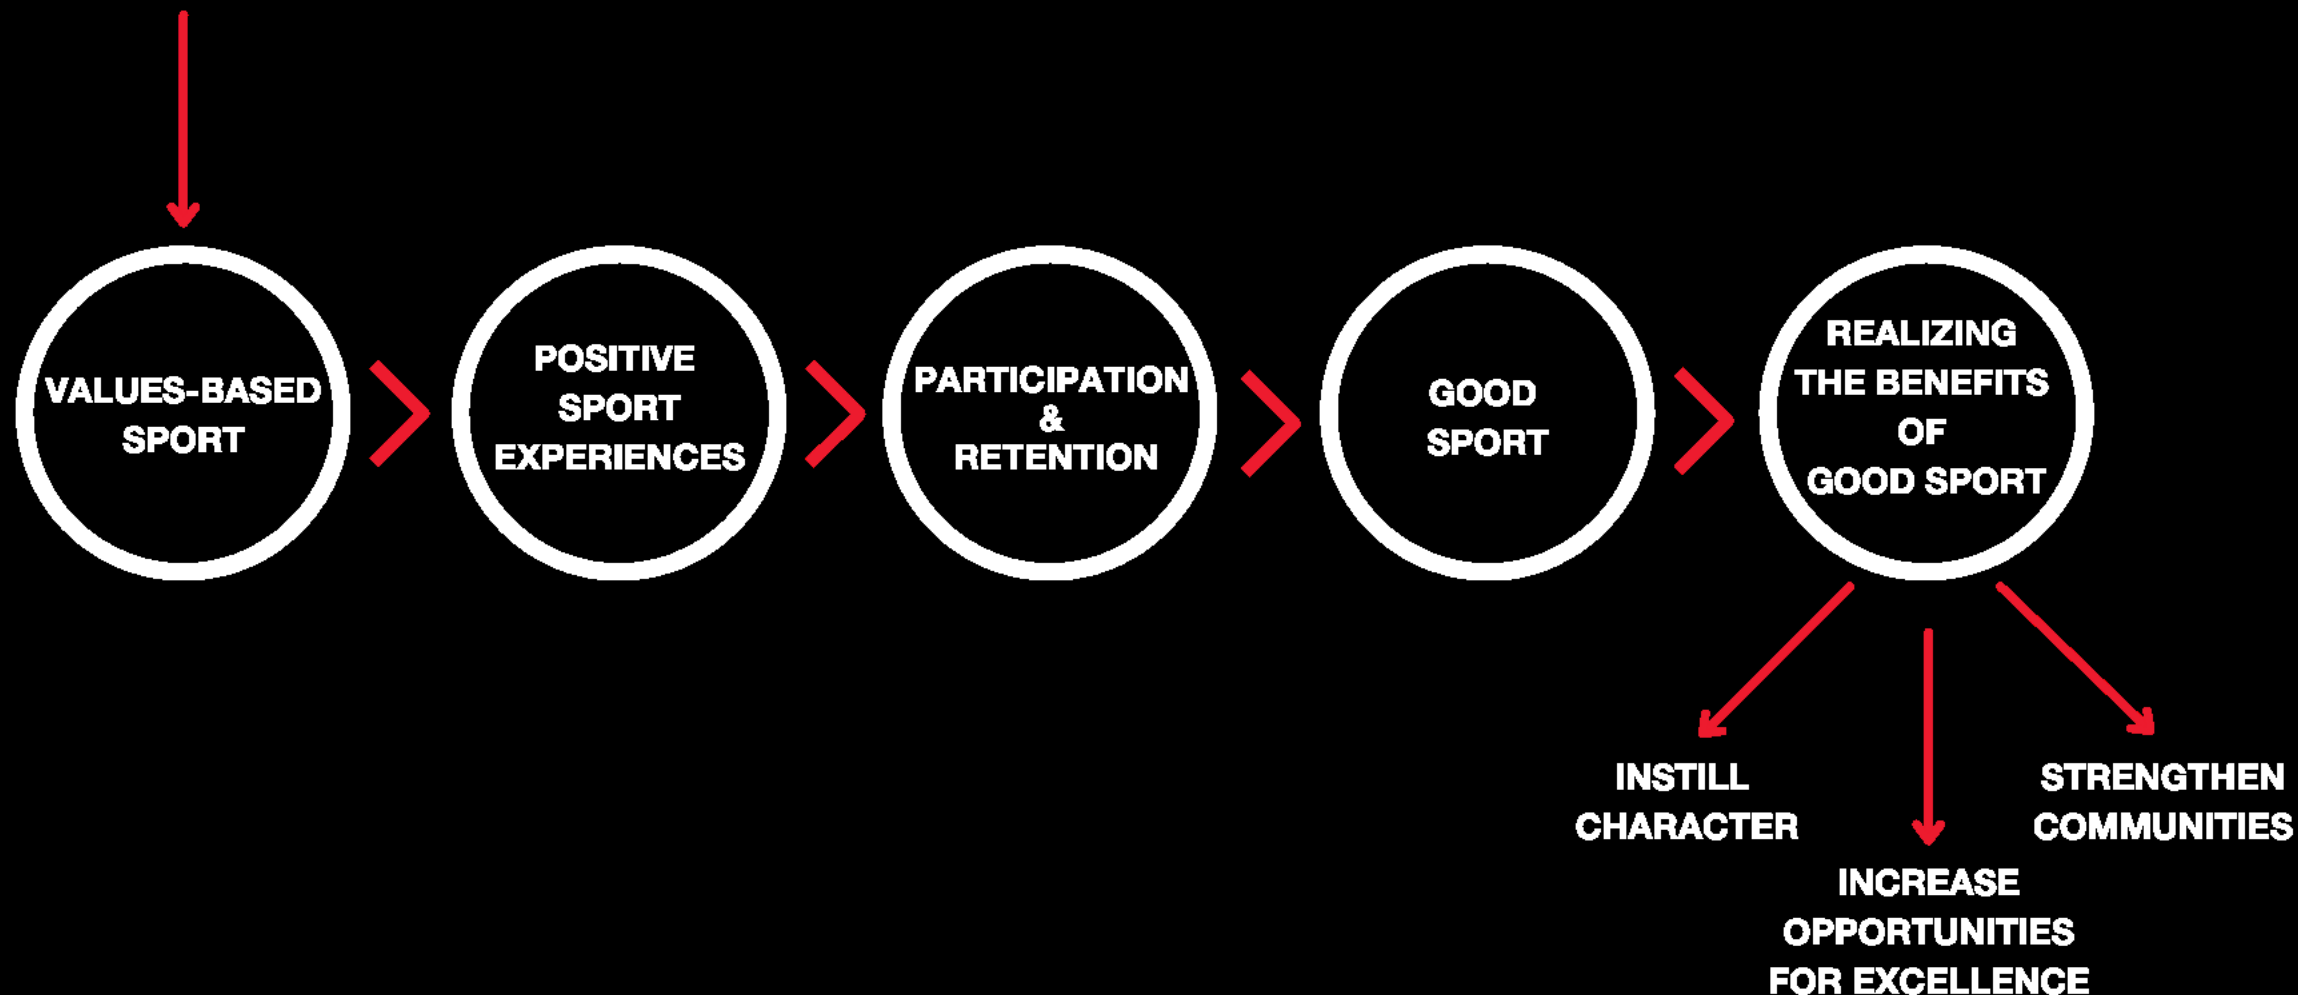 VALUES-BASED
SPORT
POSITIVE
SPORT
EXPERIENCES
PARTICIPATION
&
RETENTION
GOOD
SPORT
REALIZING
THE BENEFITS
OF
GOOD SPORT
INSTILL
CHARACTER
INCREASE
OPPORTUNITIES
FOR EXCELLENCE
STRENGTHEN
COMMUNITIES